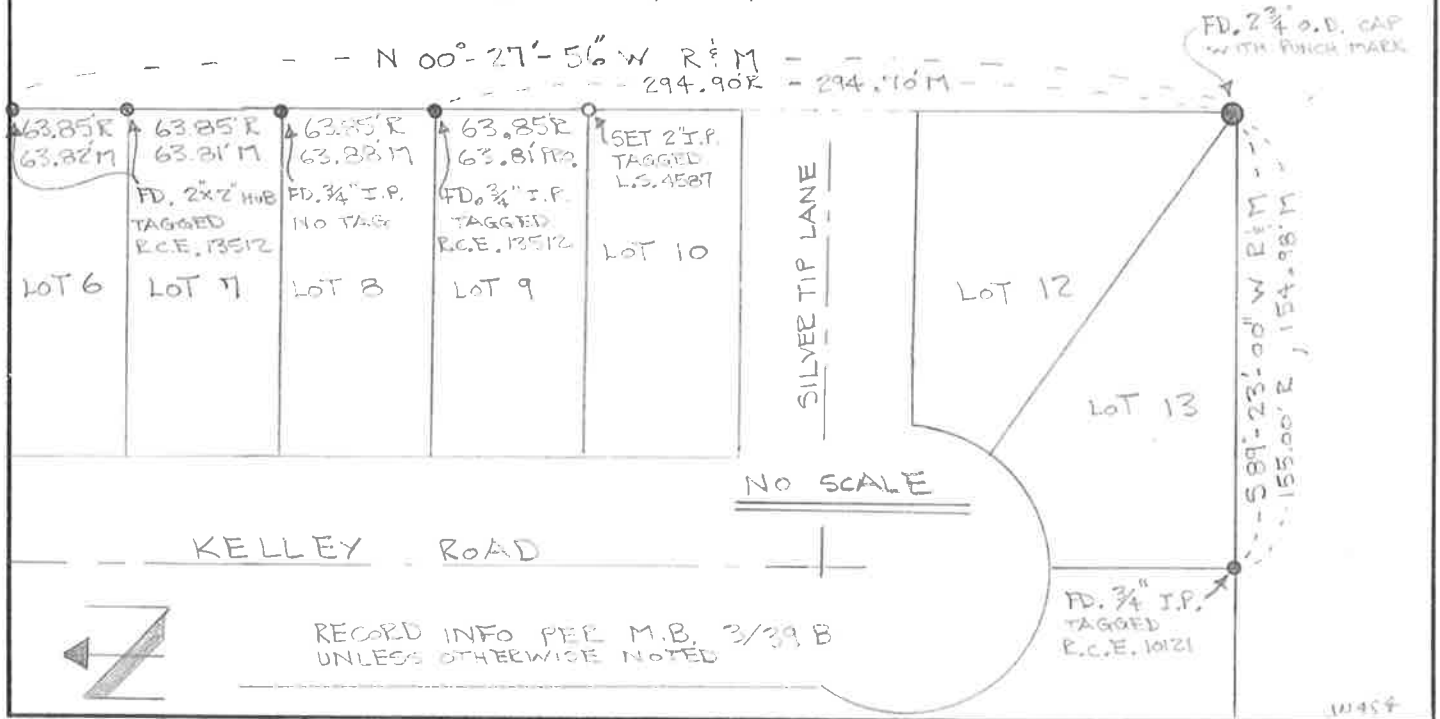 FD. 2 3/4" O.D. CAP
WITH PUNCH MARK
N 00°-27'-56" W R & M
294.90'R - 294.70'M
63.85'R
63.82'M
63.85'R
63.81'M
63.85'R
63.88'M
63.85'R
63.81'M
SET 2" I.P.
TAGGED
L.S. 4587
FD. 2"x2" HUB
TAGGED
R.C.E. 13512
FD. 3/4" I.P.
NO TAG
FD. 3/4" I.P.
TAGGED
R.C.E. 13512
LOT 6
LOT 7
LOT 8
LOT 9
LOT 10
SILVER TIP LANE
LOT 12
LOT 13
S89°-23'-00" W R & M
155.00'R, 154.98'M
NO SCALE
KELLEY ROAD
FD. 3/4" I.P.
TAGGED
R.C.E. 10121
RECORD INFO PER M.B. 3/39 B
UNLESS OTHERWISE NOTED